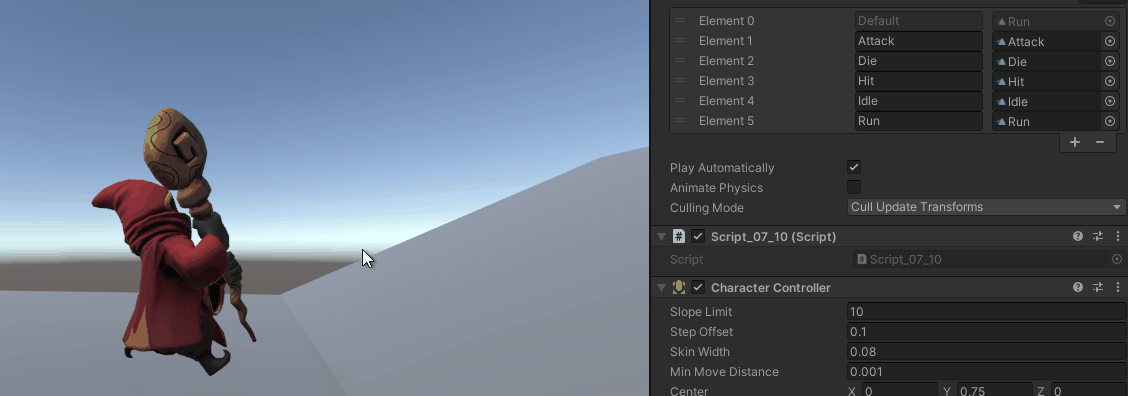 Element 0 Default Run
Element 1 Attack Attack
Element 2 Die Die
Element 3 Hit Hit
Element 4 Idle Idle
Element 5 Run Run
+ −
Play Automatically
Animate Physics
Culling Mode Cull Update Transforms
# Script_07_10 (Script)
Script Script_07_10
Character Controller
Slope Limit 10
Step Offset 0.1
Skin Width 0.08
Min Move Distance 0.001
Center X 0 Y 0.75 Z 0